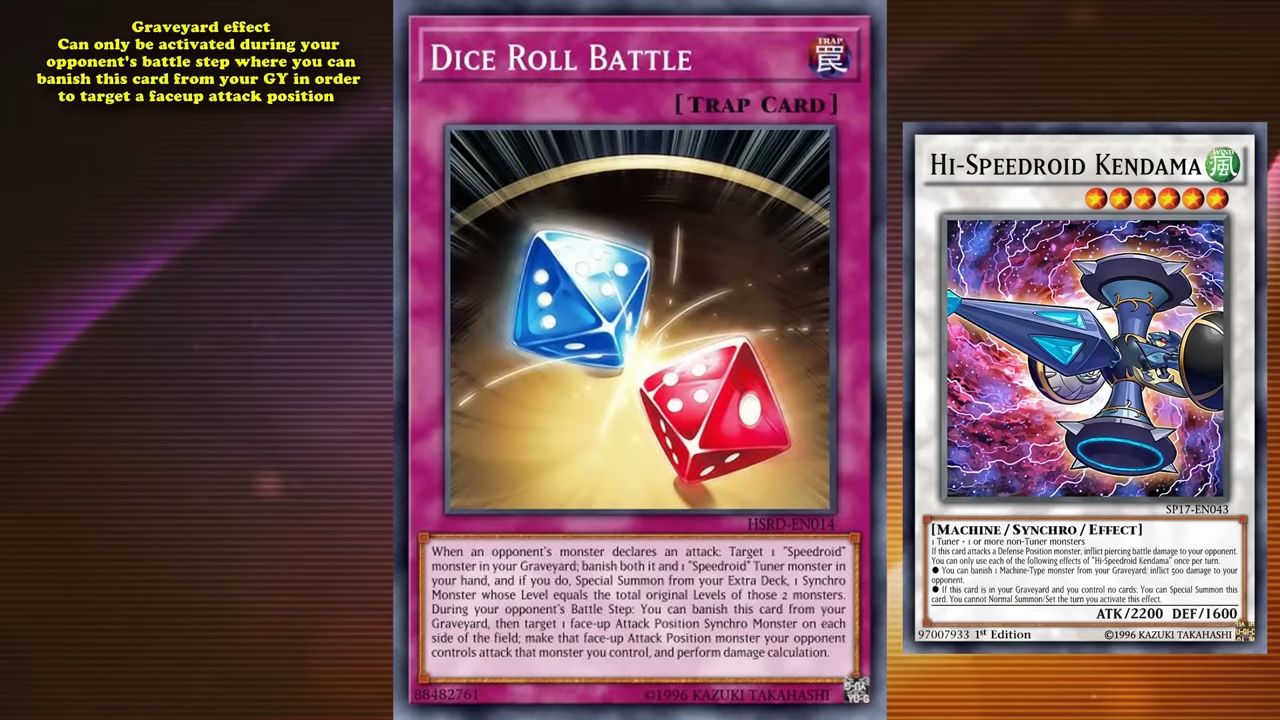 Graveyard effect
Can only be activated during your
opponent's battle step where you can
banish this card from your GY in order
to target a faceup attack position
DICE ROLL BATTLE
TRAP
罠
[TRAP CARD]
HSRD-EN014
When an opponent's monster declares an attack: Target 1 "Speedroid"
monster in your Graveyard; banish both it and 1 "Speedroid" Tuner monster in
your hand, and if you do, Special Summon from your Extra Deck, 1 Synchro
Monster whose Level equals the total original Levels of those 2 monsters.
During your opponent's Battle Step: You can banish this card from your
Graveyard, then target 1 face-up Attack Position Synchro Monster on each
side of the field; make that face-up Attack Position monster your opponent
controls attack that monster you control, and perform damage calculation.
88482761
©1996 KAZUKI TAKAHASHI
HI-SPEEDROID KENDAMA
WIND
風
SP17-EN043
[MACHINE / SYNCHRO / EFFECT]
1 Tuner + 1 or more non-Tuner monsters
If this card attacks a Defense Position monster, inflict piercing battle damage to your opponent.
You can only use each of the following effects of "Hi-Speedroid Kendama" once per turn.
● You can banish 1 Machine-Type monster from your Graveyard; inflict 500 damage to your
opponent.
● If this card is in your Graveyard and you control no cards: You can Special Summon this
card. You cannot Normal Summon/Set the turn you activate this effect.
ATK/2200 DEF/1600
97007933 1st Edition
©1996 KAZUKI TAKAHASHI